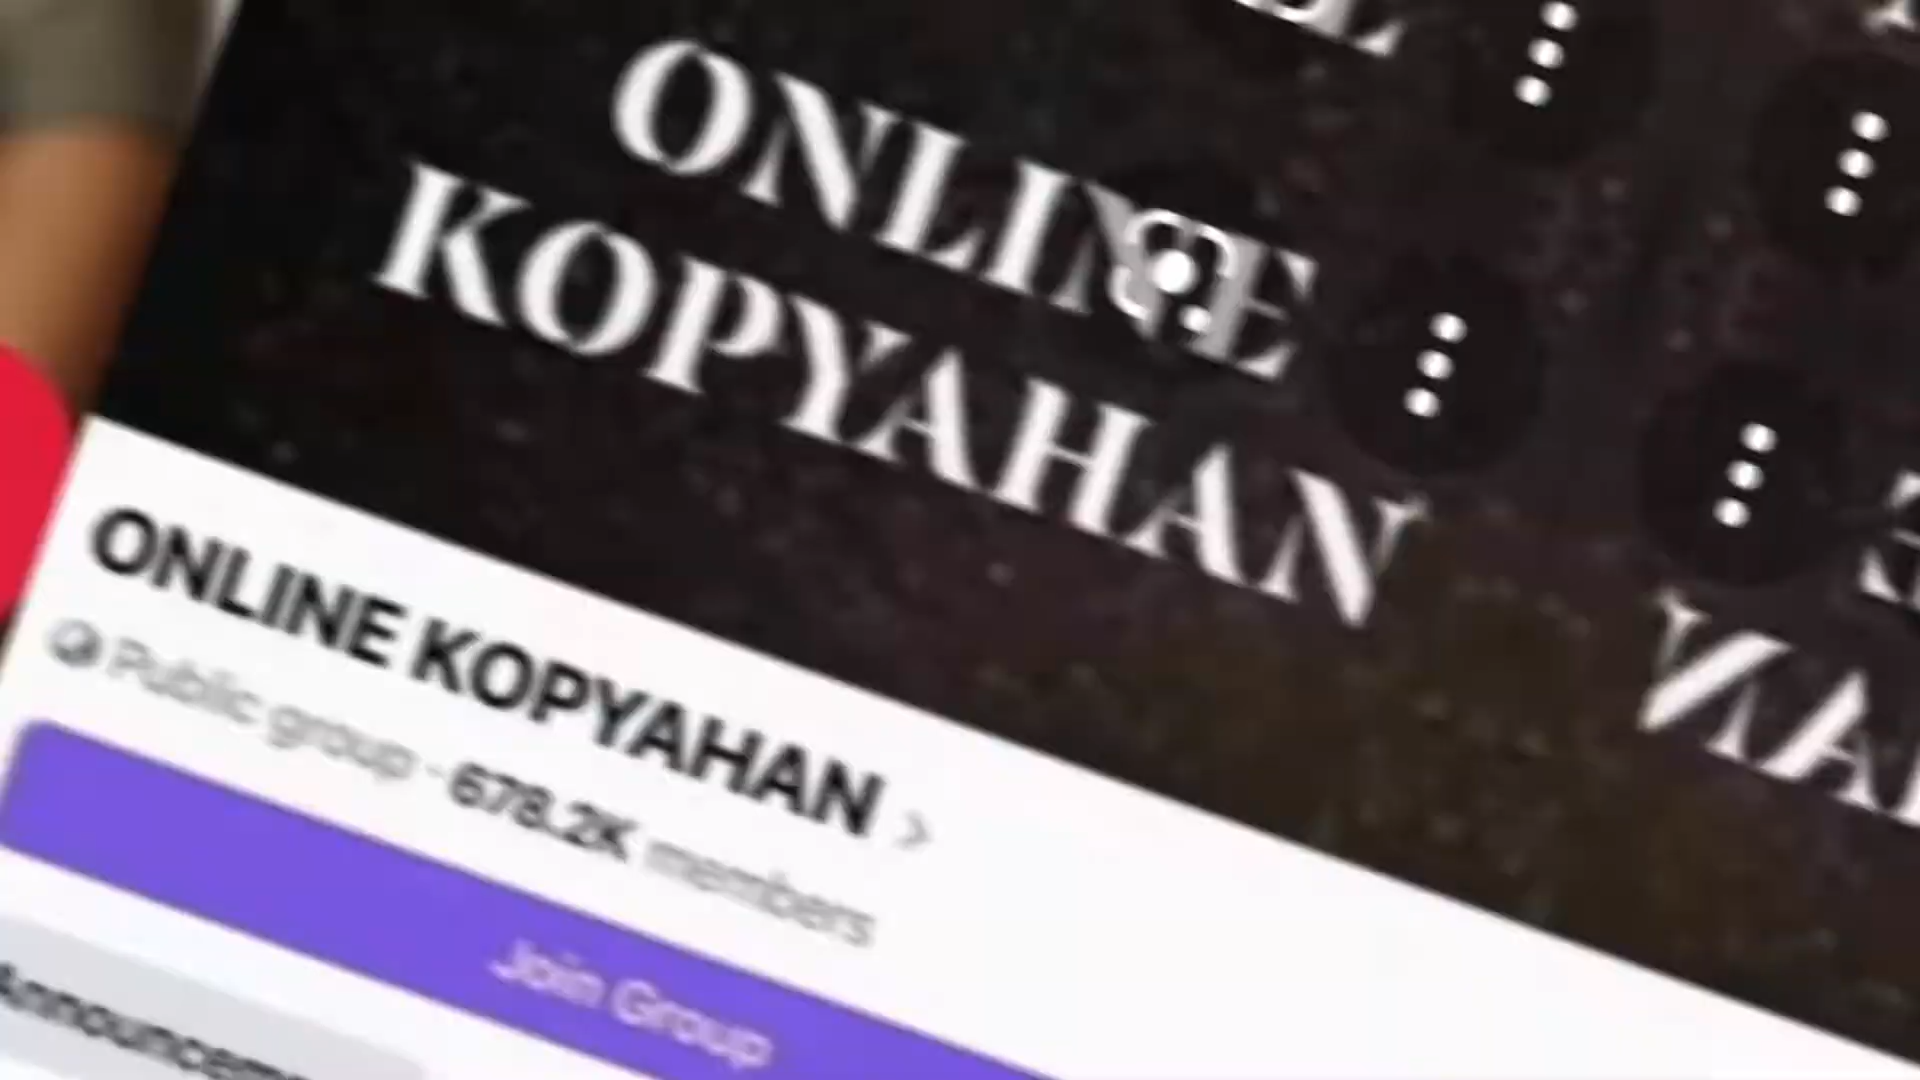 ONLINE
KOPYAHAN
ONLINE KOPYAHAN
Public group · 678.2K members
Join Group